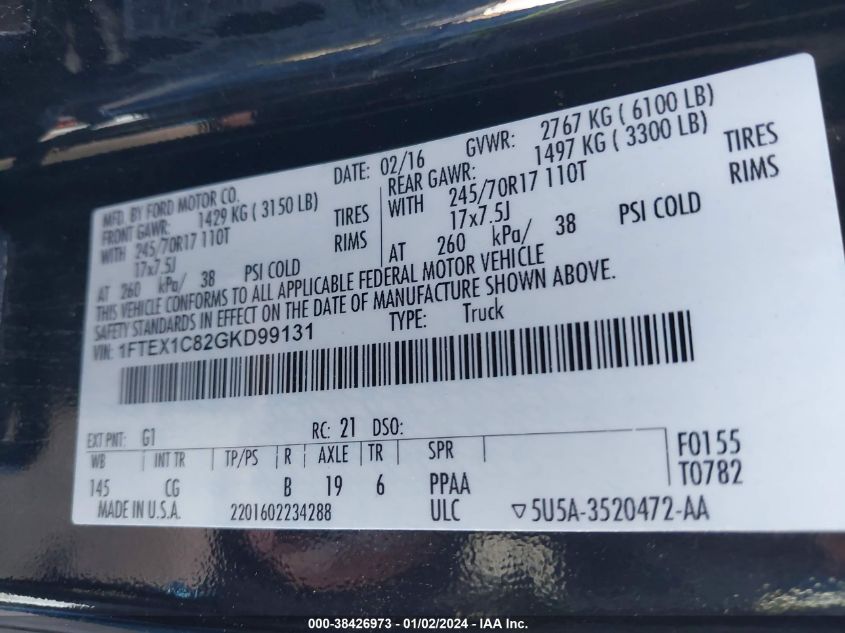 MFD. BY FORD MOTOR CO. DATE: 02/16 GVWR: 2767 KG ( 6100 LB)
FRONT GAWR: 1429 KG ( 3150 LB) REAR GAWR: 1497 KG ( 3300 LB)
WITH 245/70R17 110T TIRES WITH 245/70R17 110T TIRES
17x7.5J RIMS 17x7.5J RIMS
AT 260 kPa/ 38 PSI COLD AT 260 kPa/ 38 PSI COLD
THIS VEHICLE CONFORMS TO ALL APPLICABLE FEDERAL MOTOR VEHICLE
SAFETY STANDARDS IN EFFECT ON THE DATE OF MANUFACTURE SHOWN ABOVE.
VIN: 1FTEX1C82GKD99131 TYPE: Truck
EXT PNT: G1 RC: 21 DSO: F0155
WB INT TR TP/PS R AXLE TR SPR T0782
145 CG B 19 6 PPAA
MADE IN U.S.A. 2201602234288 ULC ▽5U5A-3520472-AA
000-38426973 - 01/02/2024 - IAA Inc.